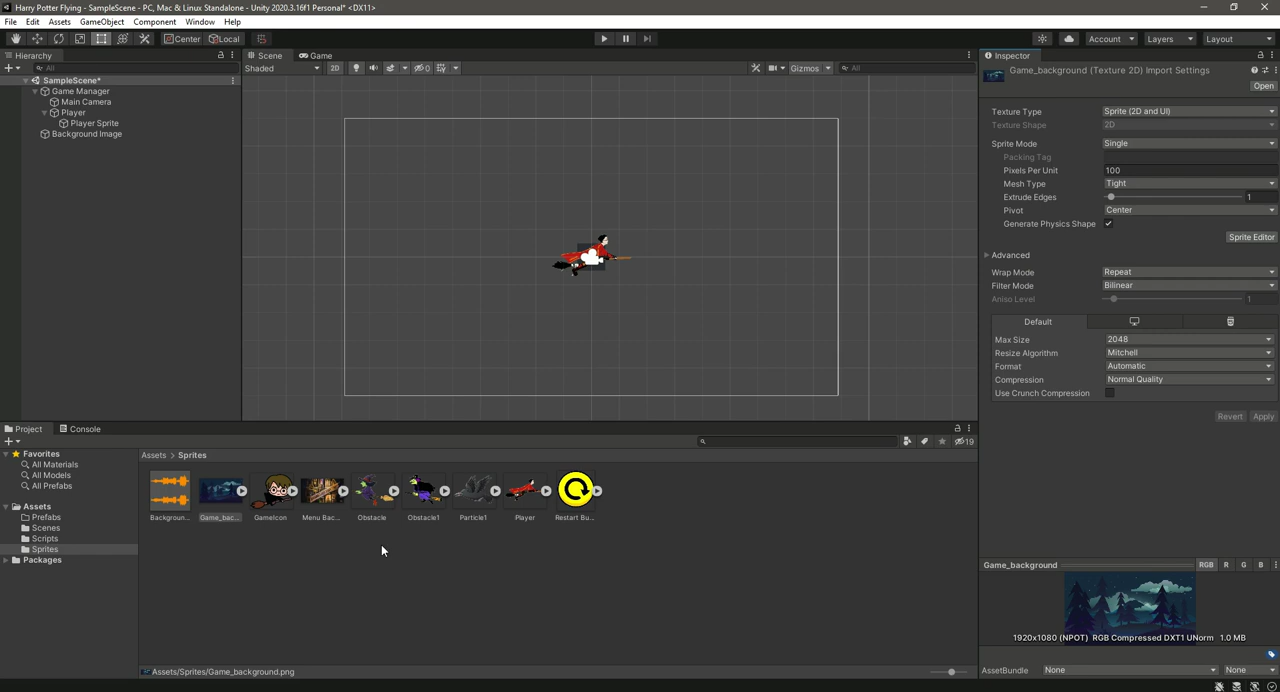 Harry Potter Flying - SampleScene - PC, Mac & Linux Standalone - Unity 2020.3.16f1 Personal* <DX11>
File Edit Assets GameObject Component Window Help
Center Local Account Layers Layout
Hierarchy
All
SampleScene*
Game Manager
Main Camera
Player
Player Sprite
Background Image
Scene Game
Shaded 2D 0 Gizmos All
Inspector
Game_background (Texture 2D) Import Settings
Open
Texture Type Sprite (2D and UI)
Texture Shape 2D
Sprite Mode Single
Packing Tag
Pixels Per Unit 100
Mesh Type Tight
Extrude Edges 1
Pivot Center
Generate Physics Shape
Sprite Editor
Advanced
Wrap Mode Repeat
Filter Mode Bilinear
Aniso Level 1
Default
Max Size 2048
Resize Algorithm Mitchell
Format Automatic
Compression Normal Quality
Use Crunch Compression
Revert Apply
Project Console
19
Favorites
All Materials
All Models
All Prefabs
Assets
Prefabs
Scenes
Scripts
Sprites
Packages
Assets > Sprites
Backgroun... Game_bac... GameIcon Menu Bac... Obstacle Obstacle1 Particle1 Player Restart Bu...
Assets/Sprites/Game_background.png
Game_background RGB R G B
1920x1080 (NPOT) RGB Compressed DXT1 UNorm 1.0 MB
AssetBundle None None